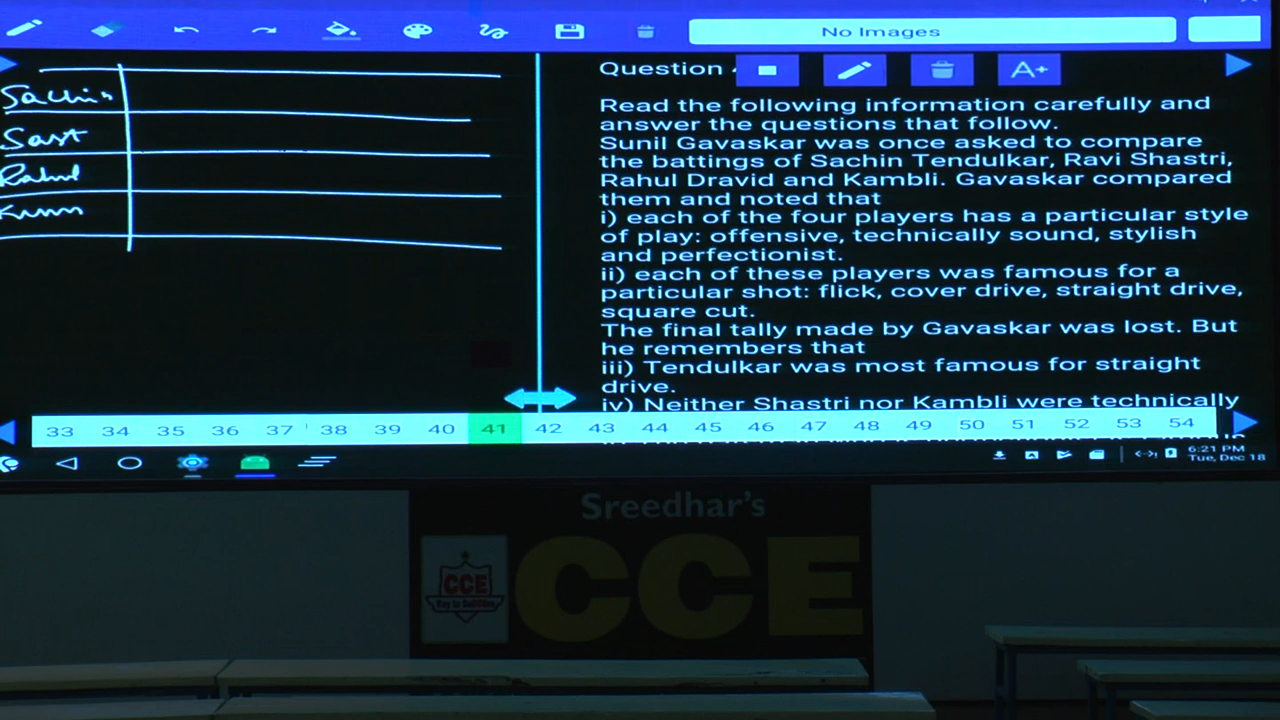 No Images
Question
A+
Read the following information carefully and
answer the questions that follow.
Sunil Gavaskar was once asked to compare
the battings of Sachin Tendulkar, Ravi Shastri,
Rahul Dravid and Kambli. Gavaskar compared
them and noted that
i) each of the four players has a particular style
of play: offensive, technically sound, stylish
and perfectionist.
ii) each of these players was famous for a
particular shot: flick, cover drive, straight drive,
square cut.
The final tally made by Gavaskar was lost. But
he remembers that
iii) Tendulkar was most famous for straight
drive.
iv) Neither Shastri nor Kambli were technically
Sachin
Rahul
33 34 35 36 37 38 39 40 41 42 43 44 45 46 47 48 49 50 51 52 53 54
6:21 PM
Tue, Dec 18
Sreedhar's
CCE
CCE
Key to Success